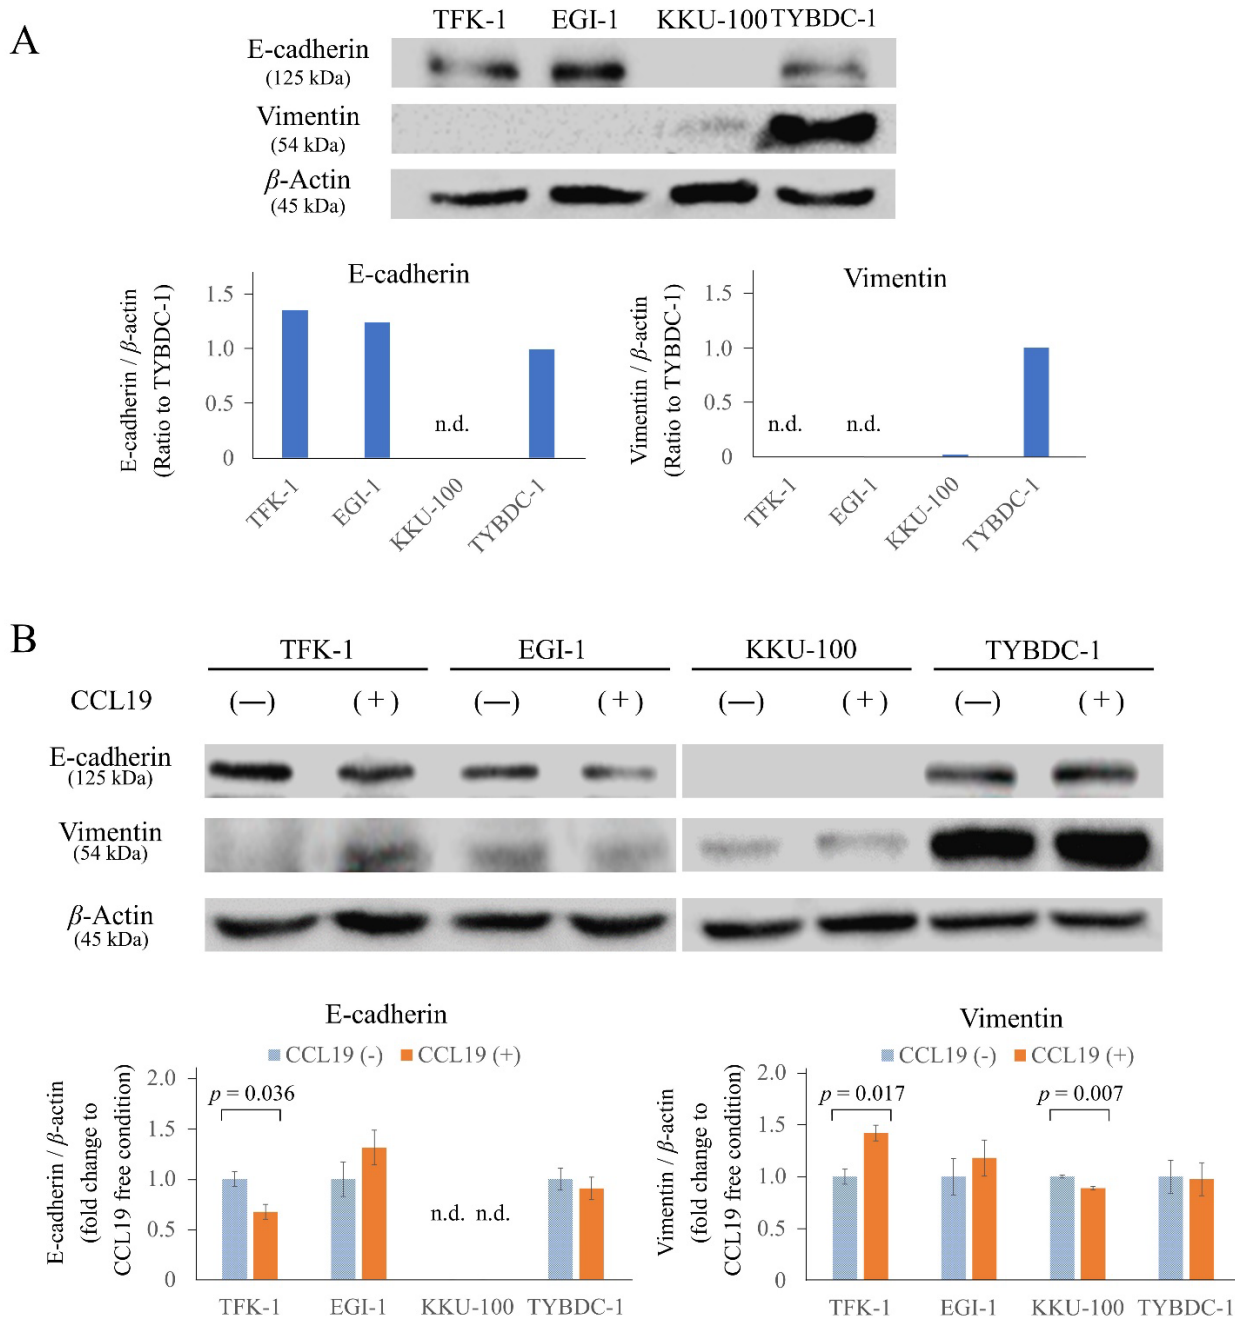 A
TFK-1 EGI-1 KKU-100 TYBDC-1
E-cadherin
(125 kDa)
Vimentin
(54 kDa)
β-Actin
(45 kDa)
E-cadherin
E-cadherin / β-actin
(Ratio to TYBDC-1)
1.5
1.0
0.5
0
n.d.
TFK-1 EGI-1 KKU-100 TYBDC-1
Vimentin
Vimentin / β-actin
(Ratio to TYBDC-1)
1.5
1.0
0.5
0
n.d. n.d.
TFK-1 EGI-1 KKU-100 TYBDC-1
B
TFK-1 EGI-1 KKU-100 TYBDC-1
CCL19 (—) (+) (—) (+) (—) (+) (—) (+)
E-cadherin
(125 kDa)
Vimentin
(54 kDa)
β-Actin
(45 kDa)
E-cadherin
CCL19 (-) CCL19 (+)
E-cadherin / β-actin
(fold change to
CCL19 free condition)
2.0
1.5
1.0
0.5
0
p = 0.036
n.d. n.d.
TFK-1 EGI-1 KKU-100 TYBDC-1
Vimentin
CCL19 (-) CCL19 (+)
Vimentin / β-actin
(fold change to
CCL19 free condition)
2.0
1.5
1.0
0.5
0
p = 0.017 p = 0.007
TFK-1 EGI-1 KKU-100 TYBDC-1